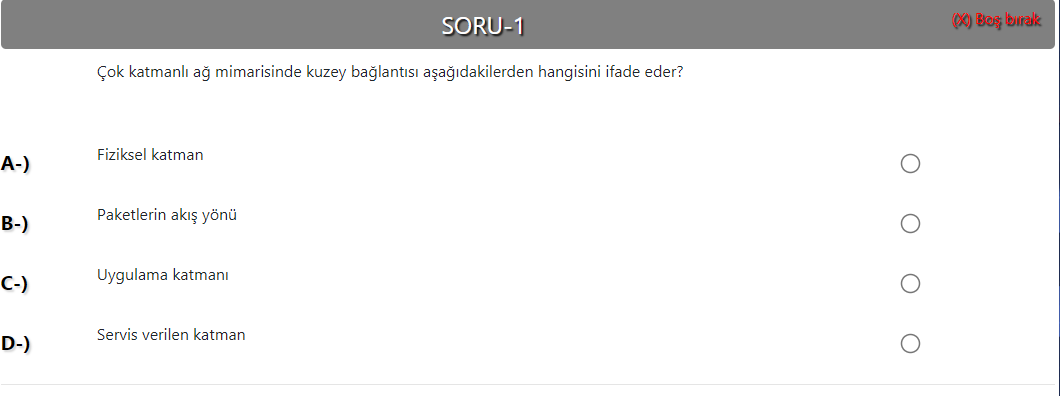 SORU-1
(X) Boş bırak
Çok katmanlı ağ mimarisinde kuzey bağlantısı aşağıdakilerden hangisini ifade eder?
A-) Fiziksel katman
B-) Paketlerin akış yönü
C-) Uygulama katmanı
D-) Servis verilen katman